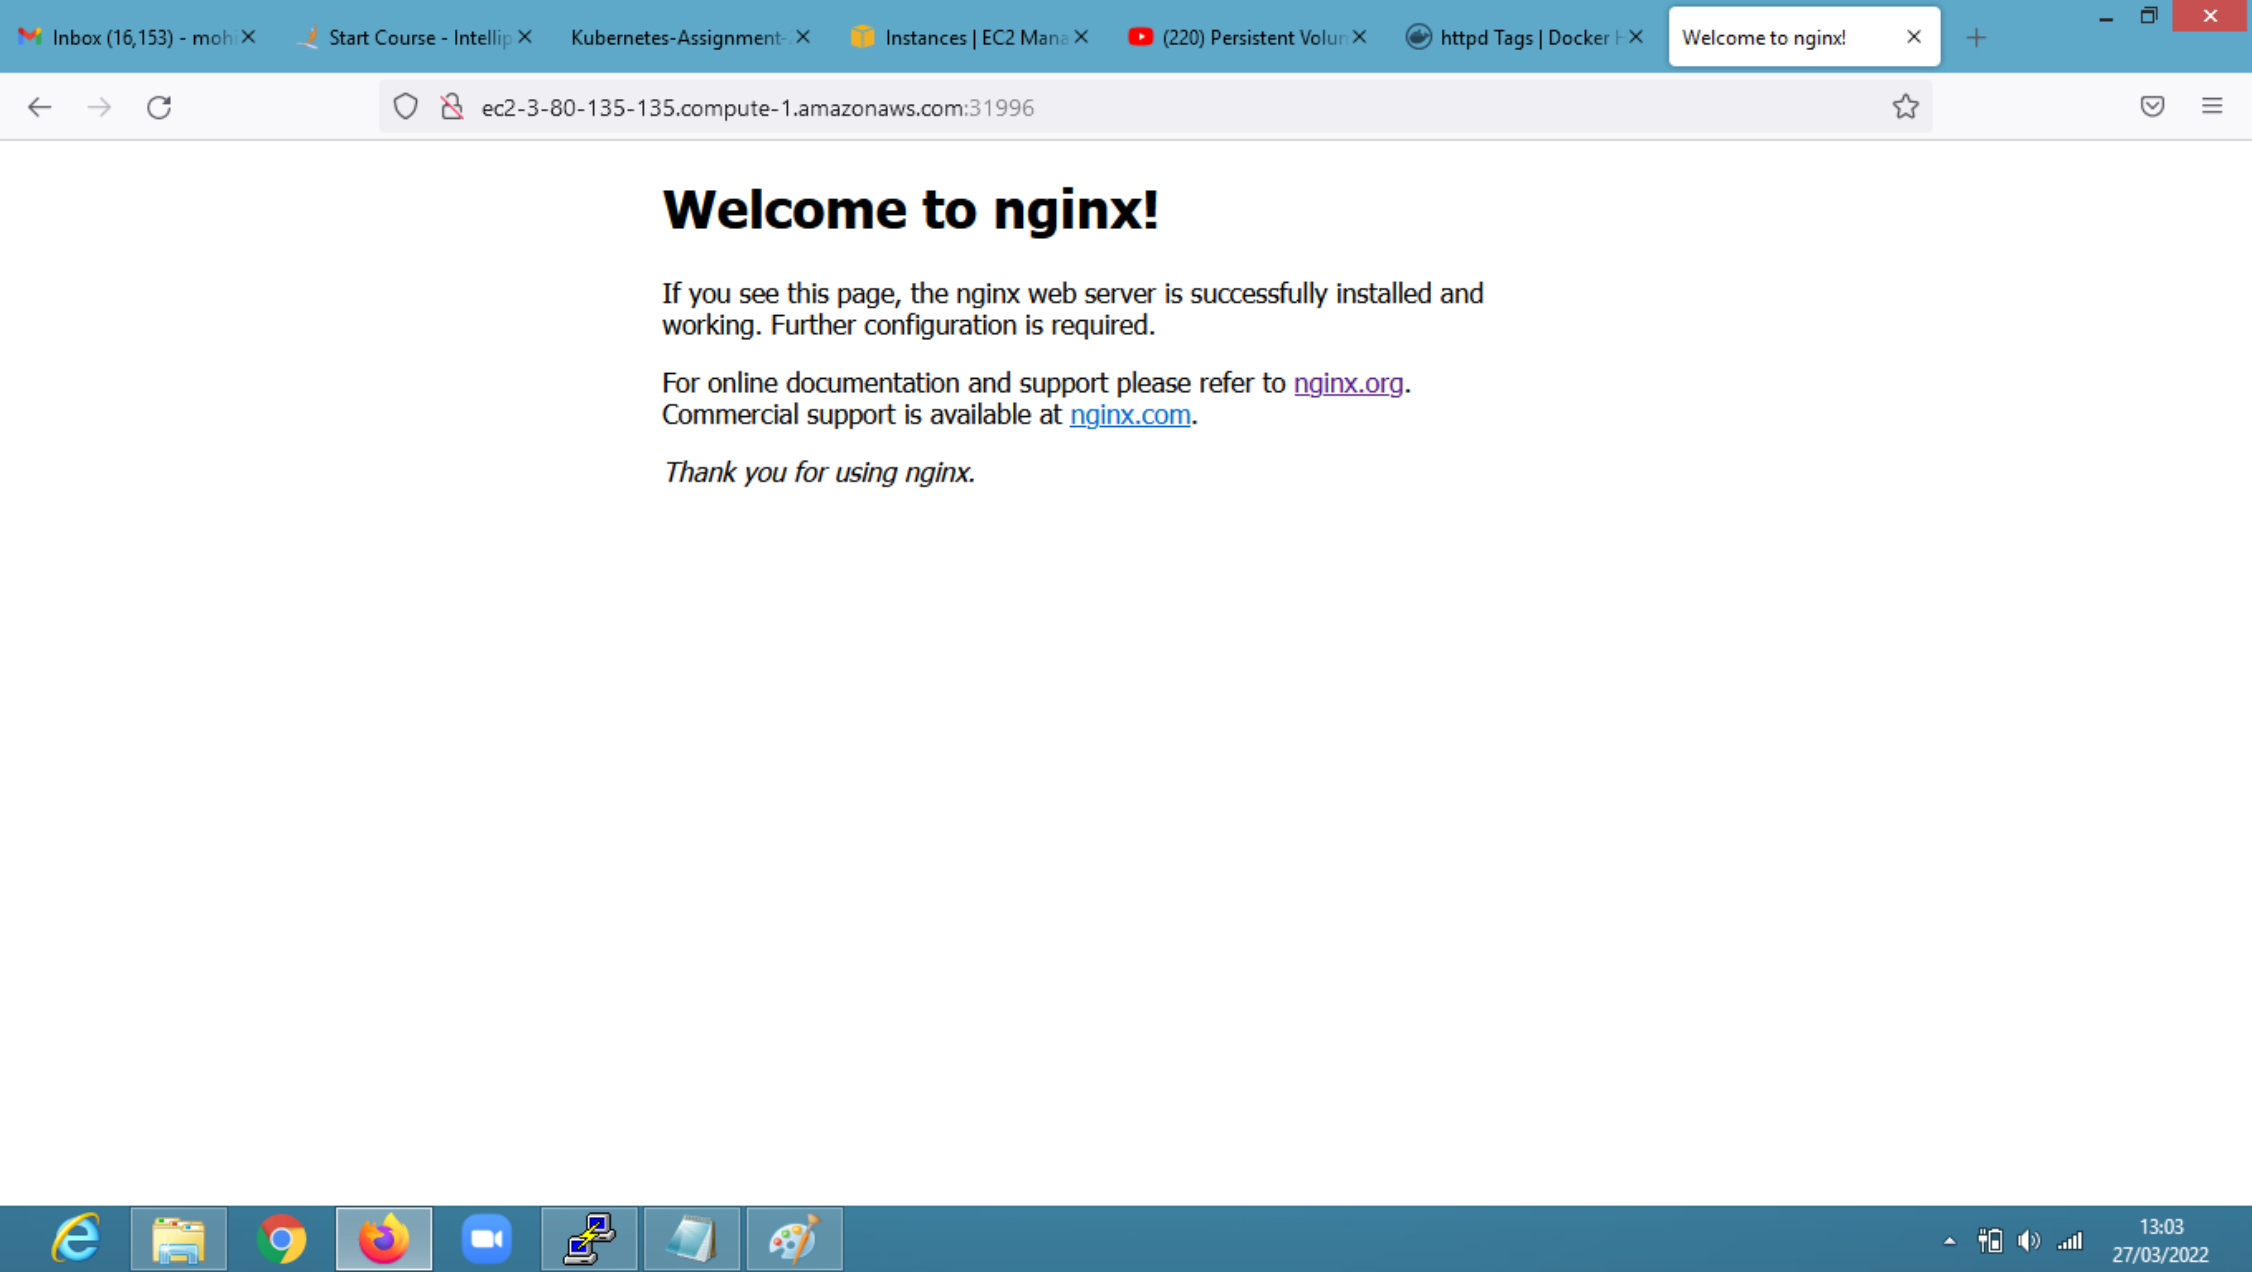 Inbox (16,153) - mohi
Start Course - Intellip
Kubernetes-Assignment-
Instances | EC2 Mana
(220) Persistent Volun
httpd Tags | Docker H
Welcome to nginx!
ec2-3-80-135-135.compute-1.amazonaws.com:31996
Welcome to nginx!
If you see this page, the nginx web server is successfully installed and
working. Further configuration is required.
For online documentation and support please refer to nginx.org.
Commercial support is available at nginx.com.
Thank you for using nginx.
13:03
27/03/2022